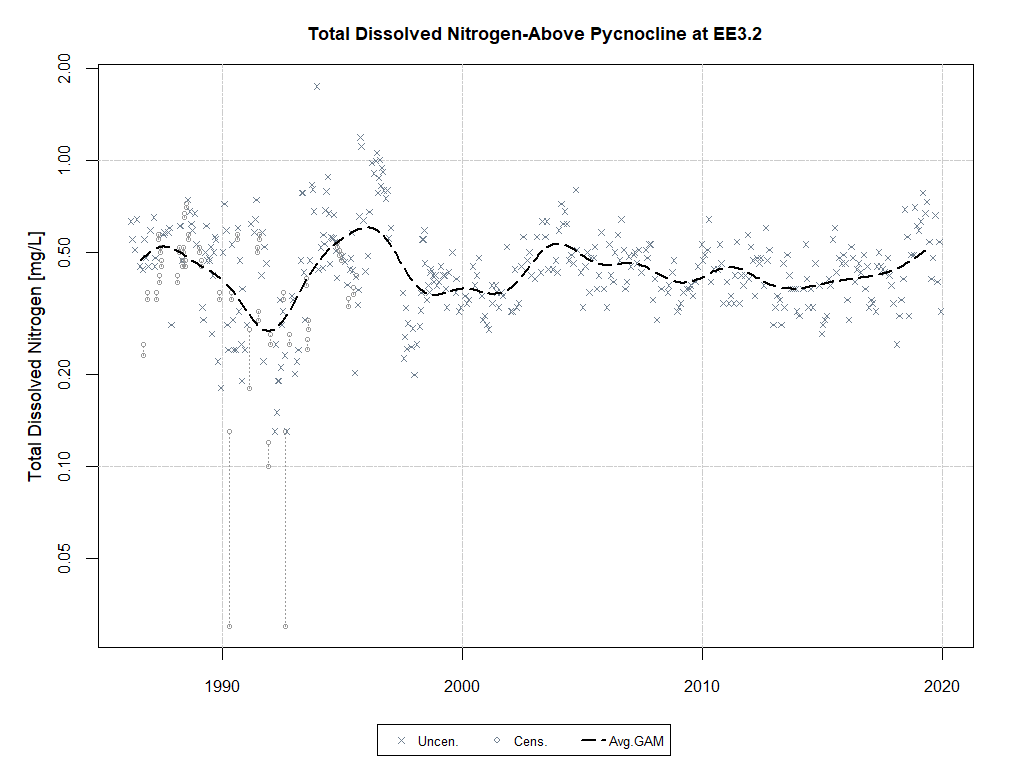 Total Dissolved Nitrogen-Above Pycnocline at EE3.2
Total Dissolved Nitrogen [mg/L]
2.00
1.00
0.50
0.20
0.10
0.05
1990 2000 2010 2020
Uncen. Cens. Avg.GAM